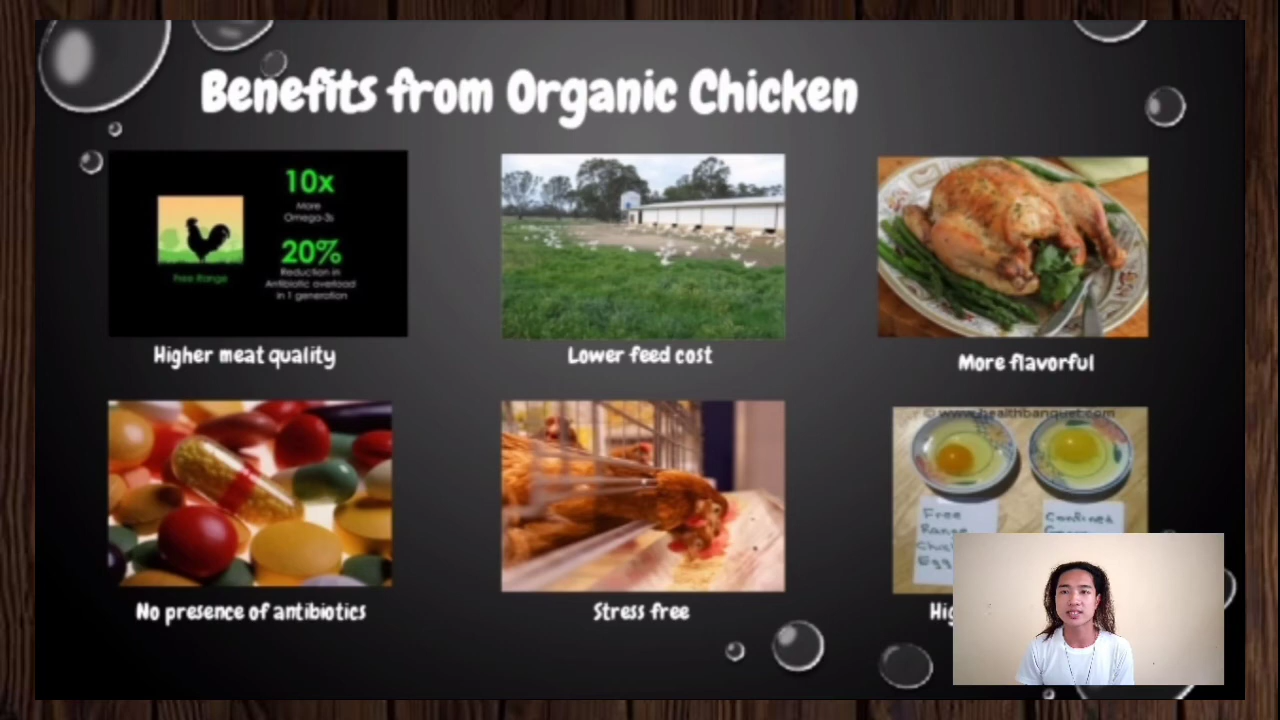 Benefits from Organic Chicken
10x
More
Omega-3s
20%
Reduction in
Antibiotic overload
in 1 generation
Free Range
Higher meat quality
Lower feed cost
More flavorful
© www.healthbanquet.com
Free
Range
Confined
No presence of antibiotics
Stress free